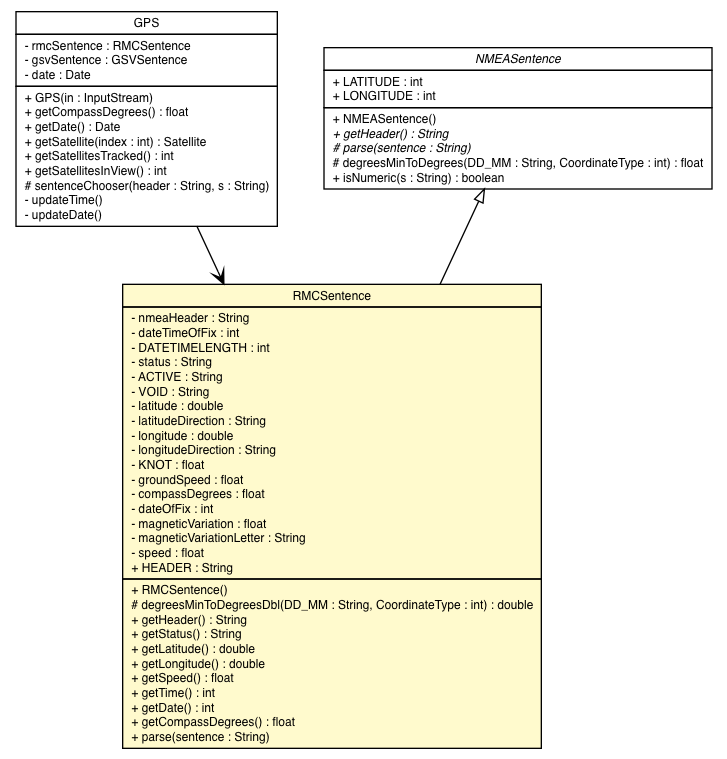 GPS
- rmcSentence : RMCSentence
- gsvSentence : GSVSentence
- date : Date
+ GPS(in : InputStream)
+ getCompassDegrees() : float
+ getDate() : Date
+ getSatellite(index : int) : Satellite
+ getSatellitesTracked() : int
+ getSatellitesInView() : int
# sentenceChooser(header : String, s : String)
- updateTime()
- updateDate()
NMEASentence
+ LATITUDE : int
+ LONGITUDE : int
+ NMEASentence()
+ getHeader() : String
# parse(sentence : String)
# degreesMinToDegrees(DD_MM : String, CoordinateType : int) : float
+ isNumeric(s : String) : boolean
RMCSentence
- nmeaHeader : String
- dateTimeOfFix : int
- DATETIMELENGTH : int
- status : String
- ACTIVE : String
- VOID : String
- latitude : double
- latitudeDirection : String
- longitude : double
- longitudeDirection : String
- KNOT : float
- groundSpeed : float
- compassDegrees : float
- dateOfFix : int
- magneticVariation : float
- magneticVariationLetter : String
- speed : float
+ HEADER : String
+ RMCSentence()
# degreesMinToDegreesDbl(DD_MM : String, CoordinateType : int) : double
+ getHeader() : String
+ getStatus() : String
+ getLatitude() : double
+ getLongitude() : double
+ getSpeed() : float
+ getTime() : int
+ getDate() : int
+ getCompassDegrees() : float
+ parse(sentence : String)